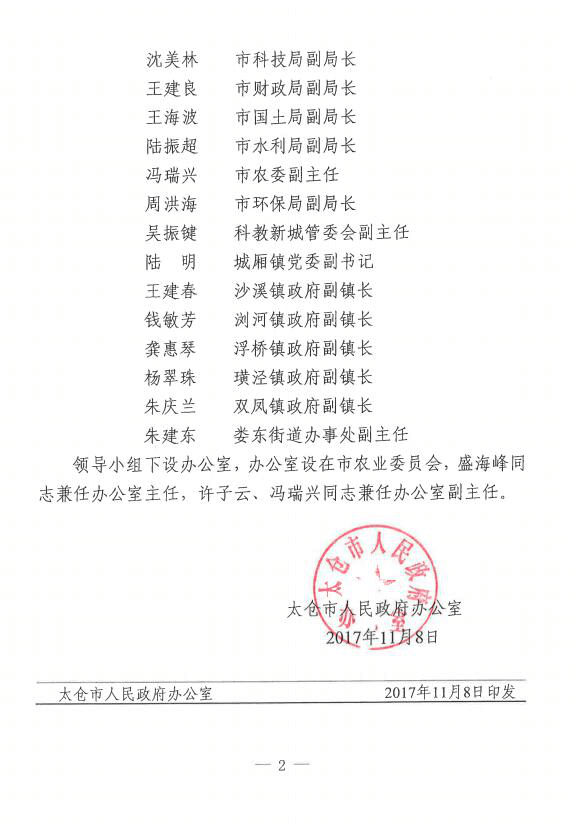 沈美林 市科技局副局长
王建良 市财政局副局长
王海波 市国土局副局长
陆振超 市水利局副局长
冯瑞兴 市农委副主任
周洪海 市环保局副局长
吴振键 科教新城管委会副主任
陆 明 城厢镇党委副书记
王建春 沙溪镇政府副镇长
钱敏芳 浏河镇政府副镇长
龚惠琴 浮桥镇政府副镇长
杨翠珠 璜泾镇政府副镇长
朱庆兰 双凤镇政府副镇长
朱建东 娄东街道办事处副主任
领导小组下设办公室，办公室设在市农业委员会，盛海峰同
志兼任办公室主任，许子云、冯瑞兴同志兼任办公室副主任。
太仓市人民政府办室
太仓市人民政府办公室
2017年11月8日
太仓市人民政府办公室 2017年11月8日印发
— 2 —